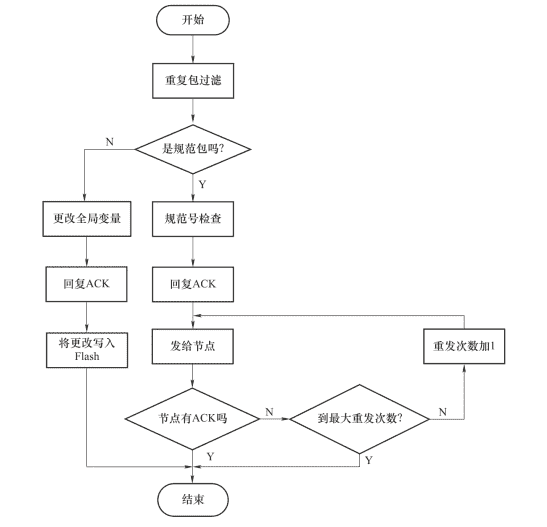 开始
重复包过滤
是规范包吗?
N
Y
更改全局变量
规范号检查
回复ACK
回复ACK
将更改写入
Flash
发给节点
重发次数加1
节点有ACK吗
N
到最大重发次数?
N
Y
Y
结束